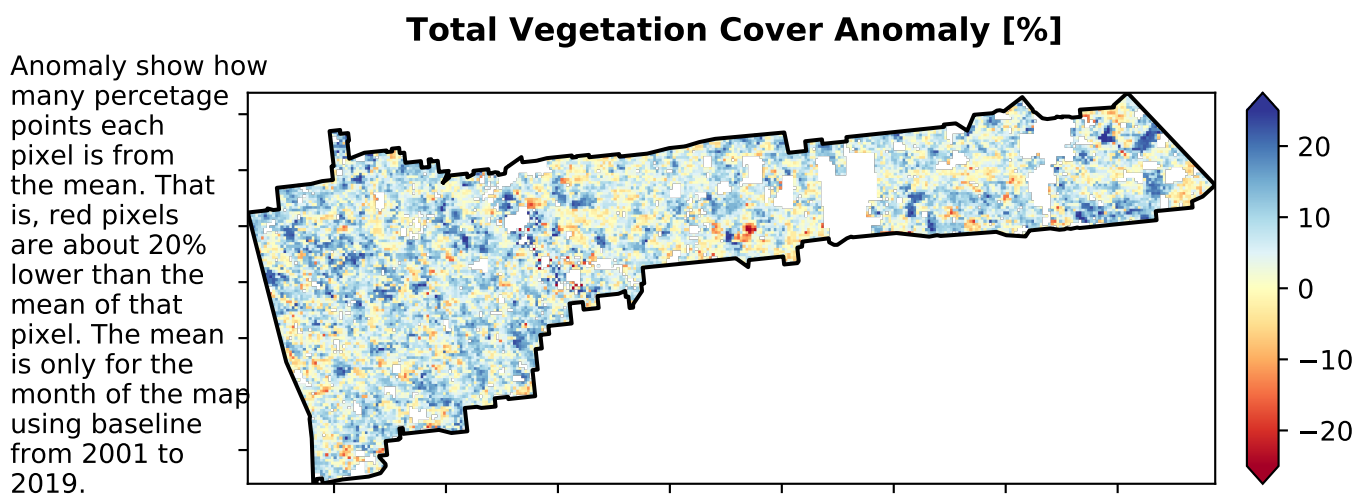 Total Vegetation Cover Anomaly [%]
Anomaly show how
many percetage
points each
pixel is from
the mean. That
is, red pixels
are about 20%
lower than the
mean of that
pixel. The mean
is only for the
month of the map
using baseline
from 2001 to
2019.
20
10
0
−10
−20